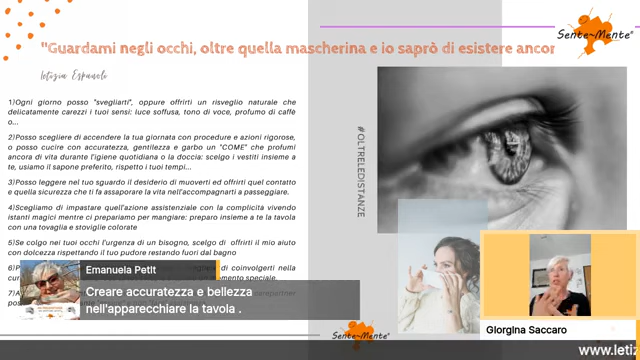 "Guardami negli occhi, oltre quella mascherina e io saprò di esistere ancor
Sente~Mente®
Letizia Espanoli
1)Ogni giorno posso "svegliarti", oppure offrirti un risveglio naturale che
delicatamente carezzi i tuoi sensi: luce soffusa, tono di voce, profumo di caffè
o...
2)Posso scegliere di accendere la tua giornata con procedure e azioni rigorose,
o posso cucire con accuratezza, gentilezza e garbo un "COME" che profumi
ancora di vita durante l'igiene quotidiana o la doccia: scelgo i vestiti insieme a
te, usiamo il sapone preferito, rispetto i tuoi tempi...
3)Posso leggere nel tuo sguardo il desiderio di muoverti ed offrirti quel contatto
e quella sicurezza che ti fa assaporare la vita nell'accompagnarti a passeggiare.
4)Scegliamo di impastare quell'azione assistenziale con la complicità vivendo
istanti magici mentre ci prepariamo per mangiare: preparo insieme a te la tavola
con una tovaglia e stoviglie colorate
5)Se colgo nei tuoi occhi l'urgenza di un bisogno, scelgo di offrirti il mio aiuto
con dolcezza rispettando il tuo pudore restando fuori dal bagno
6)P
di coinvolgerti nella
speciale.
#OLTRELEDISTANZE
Emanuela Petit
Creare accuratezza e bellezza
nell'apparecchiare la tavola .
Giorgina Saccaro
Sente~Mente®
www.letiz